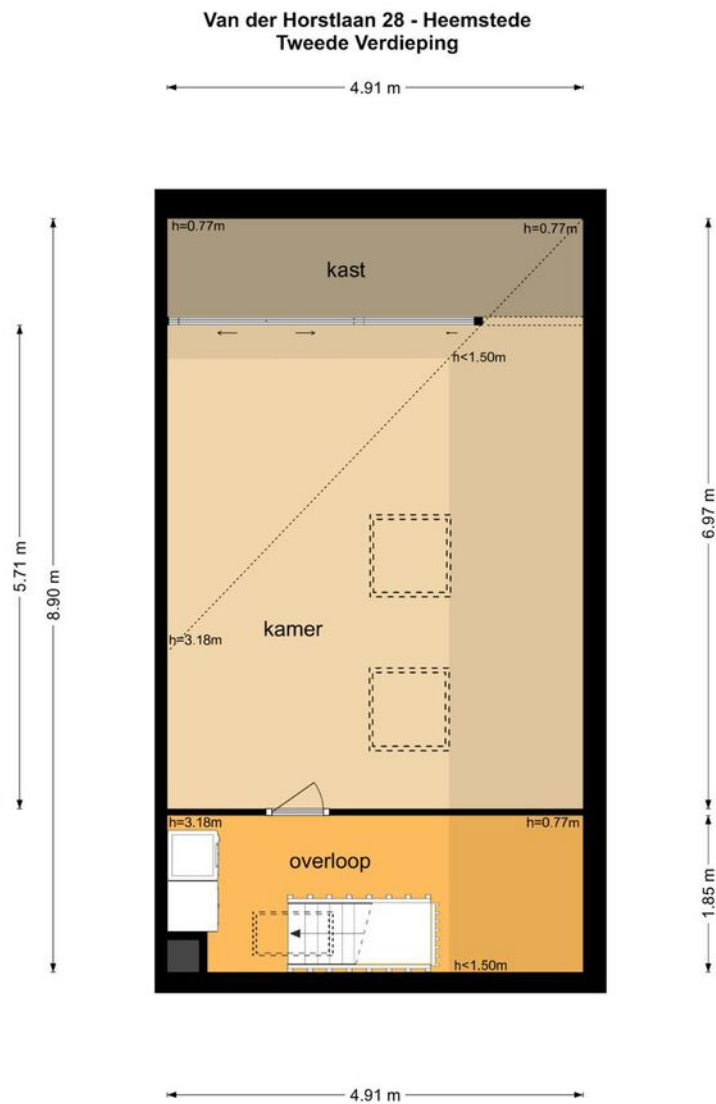 Van der Horstlaan 28 - Heemstede
Tweede Verdieping
4.91 m
h=0.77m
h=0.77m
kast
h<1.50m
5.71 m
8.90 m
6.97 m
kamer
h=3.18m
h=3.18m
h=0.77m
overloop
1.85 m
h<1.50m
4.91 m